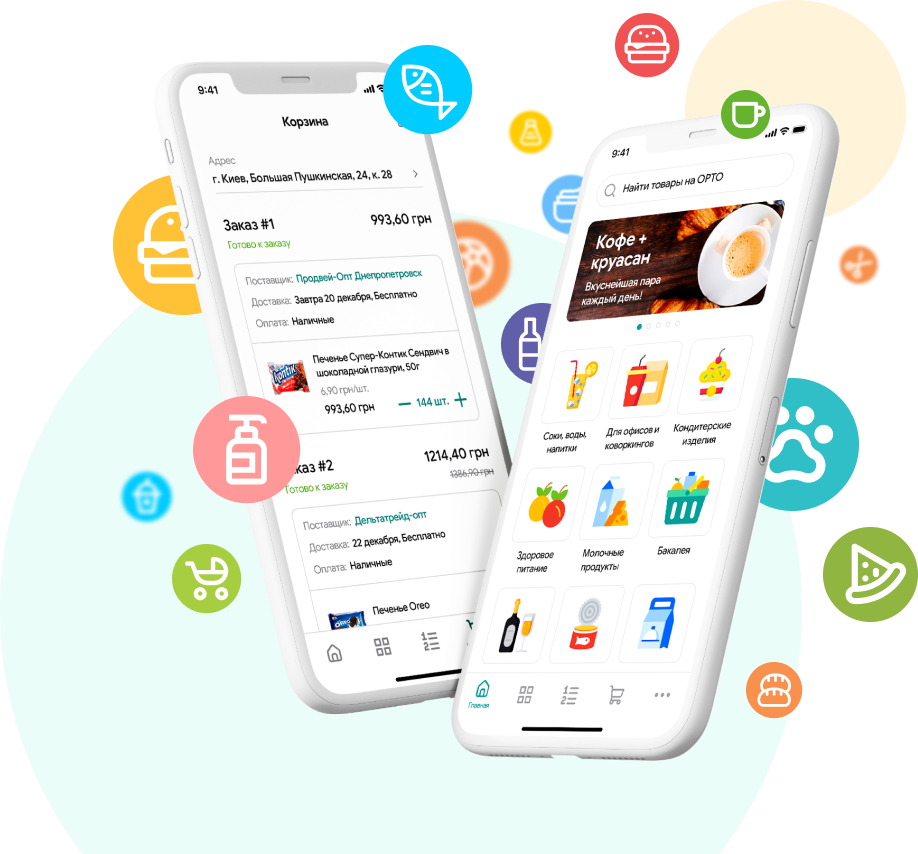 9:41
Корзина
Адрес
г. Киев, Большая Пушкинская, 24, к. 28
Заказ #1
993,60 грн
Готово к заказу
Поставщик: Продвей-Опт Днепропетровск
Доставка: Завтра 20 декабря, Бесплатно
Оплата: Наличные
Печенье Супер-Контик Сендвич в
шоколадной глазури, 50г
6,90 грн/шт.
993,60 грн
144 шт.
каз #2
1214,40 грн
1386,90 грн
Готово к заказу
Поставщик: Дельтатрейд-опт
Доставка: 22 декабря, Бесплатно
Оплата: Наличные
Печенье Oreo
9:41
Найти товары на ОРТО
Кофе +
круасан
Вкуснейшая пара
каждый день!
Соки, воды,
напитки
Для офисов и
коворкингов
Кондитерские
изделия
Здоровое
питание
Молочные
продукты
Бакалея
Главная